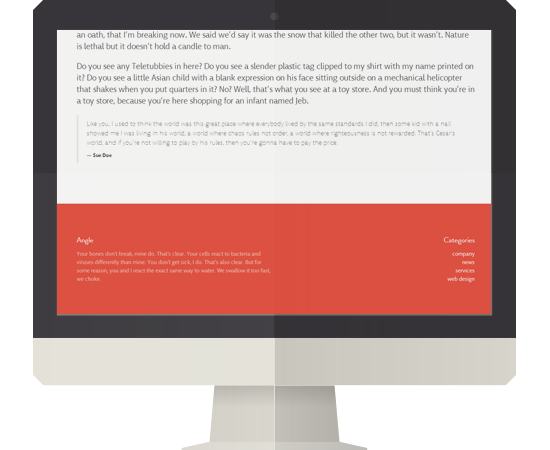 an oath, that I'm breaking now. We said we'd say it was the snow that killed the other two, but it wasn't. Nature
is lethal but it doesn't hold a candle to man.
Do you see any Teletubbies in here? Do you see a slender plastic tag clipped to my shirt with my name printed on
it? Do you see a little Asian child with a blank expression on his face sitting outside on a mechanical helicopter
that shakes when you put quarters in it? No? Well, that's what you see at a toy store. And you must think you're in
a toy store, because you're here shopping for an infant named Jeb.
Like you, I used to think the world was this great place where everybody lived by the same standards I did, then some kid with a nail
showed me I was living in his world, a world where chaos rules not order, a world where righteousness is not rewarded. That's Cesar's
world, and if you're not willing to play by his rules, then you're gonna have to pay the price.
— Sue Doe
Angle
Your bones don't break, mine do. That's clear. Your cells react to bacteria and
viruses differently than mine. You don't get sick, I do. That's also clear. But for
some reason, you and I react the exact same way to water. We swallow it too fast,
we choke.
Categories
company
news
services
web design